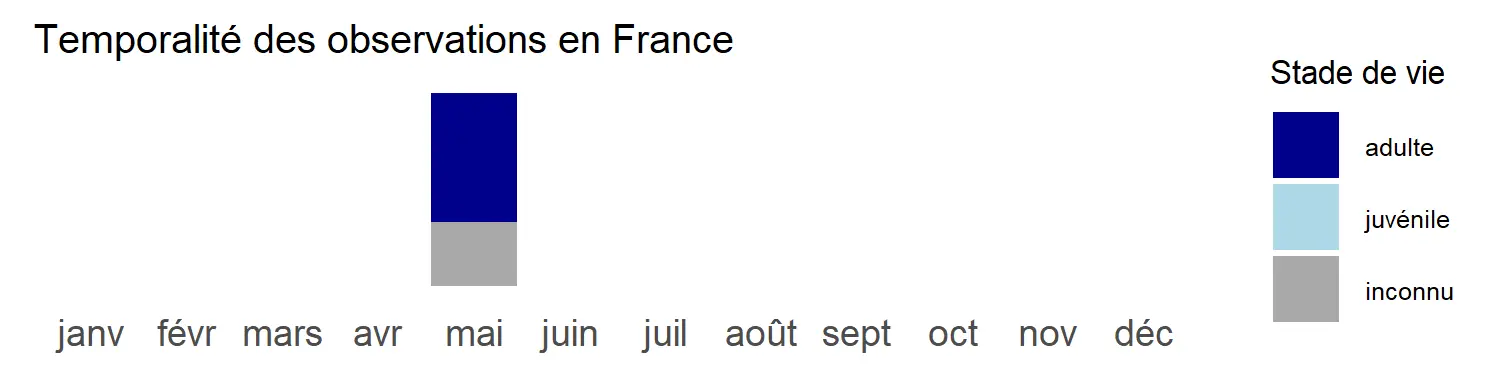 Temporalité des observations en France
Stade de vie
adulte
juvénile
inconnu
janv févr mars avr mai juin juil août sept oct nov déc